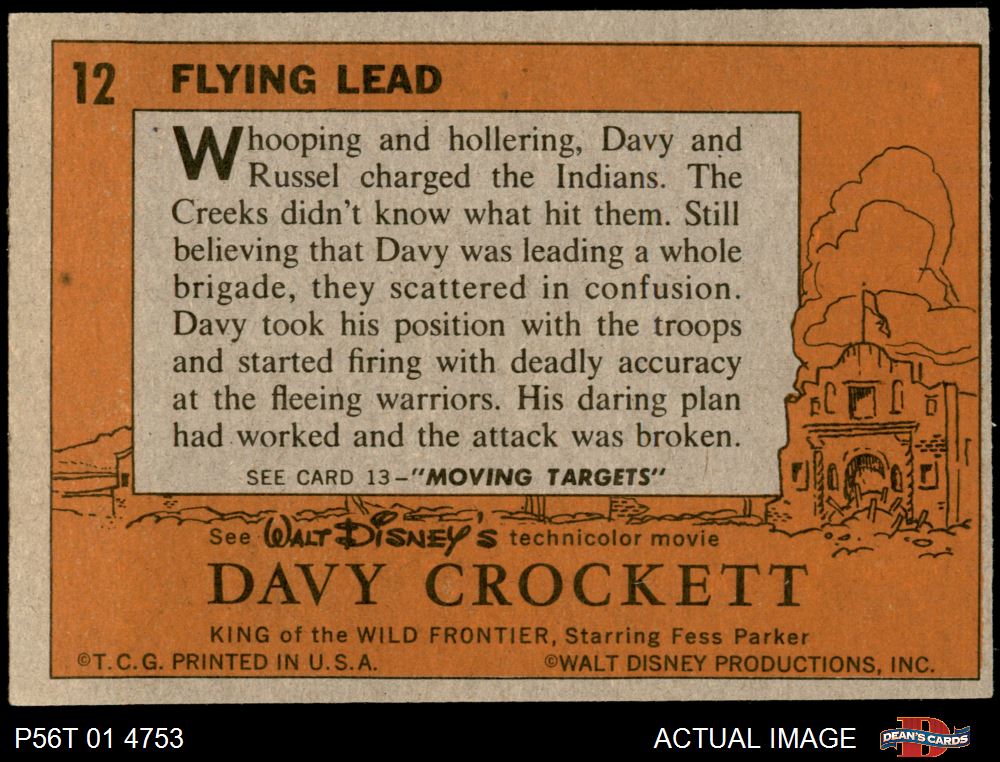 12 FLYING LEAD
Whooping and hollering, Davy and
Russel charged the Indians. The
Creeks didn't know what hit them. Still
believing that Davy was leading a whole
brigade, they scattered in confusion.
Davy took his position with the troops
and started firing with deadly accuracy
at the fleeing warriors. His daring plan
had worked and the attack was broken.
SEE CARD 13–"MOVING TARGETS"
See WALT DISNEY'S technicolor movie
DAVY CROCKETT
KING of the WILD FRONTIER, Starring Fess Parker
©T.C.G. PRINTED IN U.S.A. ©WALT DISNEY PRODUCTIONS, INC.
P56T 01 4753 ACTUAL IMAGE D DEAN'S CARDS